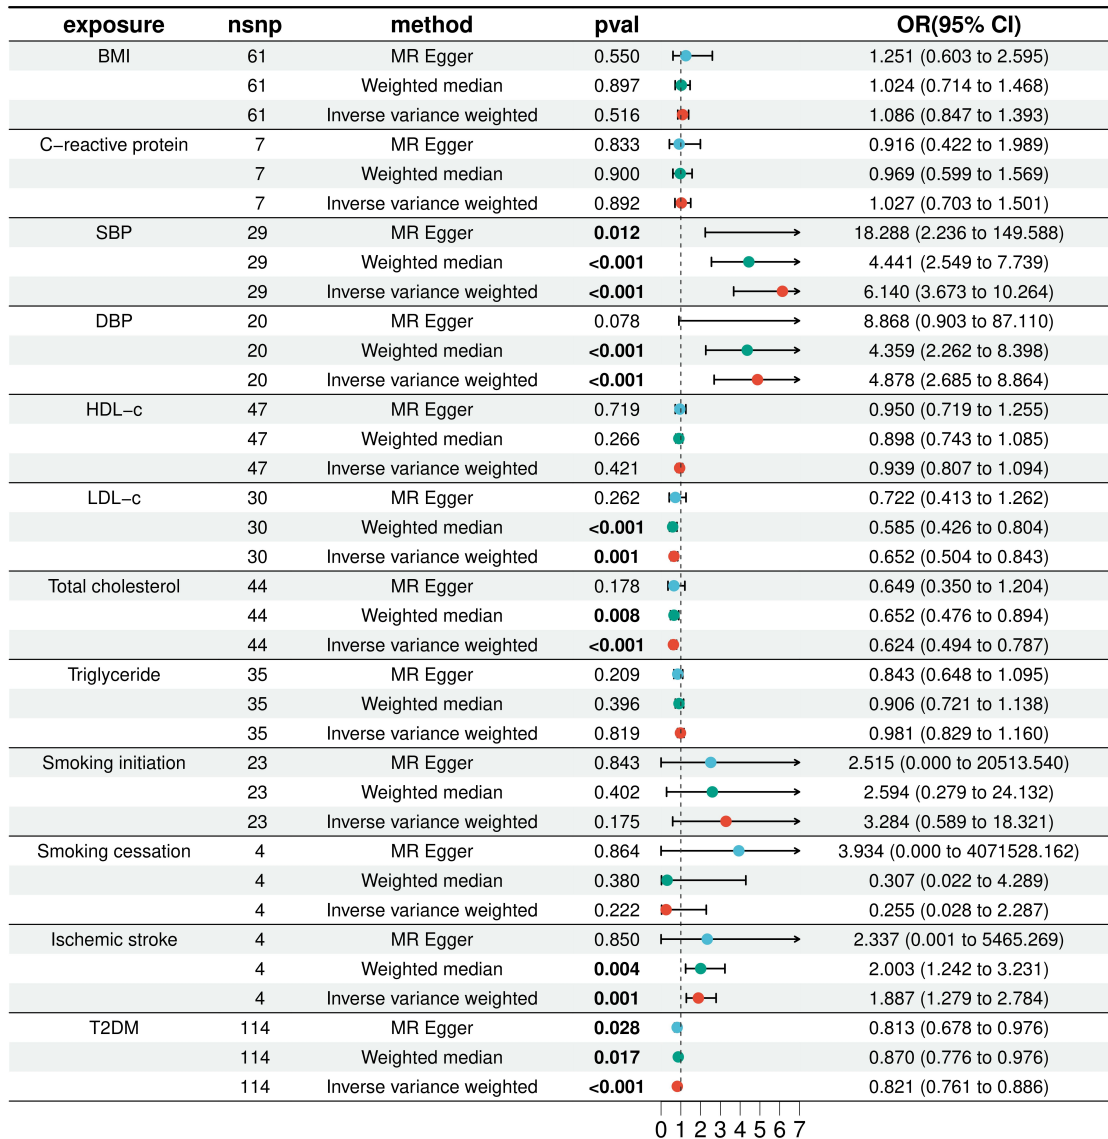 exposure nsnp method pval OR(95% CI)
BMI 61 MR Egger 0.550 1.251 (0.603 to 2.595)
61 Weighted median 0.897 1.024 (0.714 to 1.468)
61 Inverse variance weighted 0.516 1.086 (0.847 to 1.393)
C−reactive protein 7 MR Egger 0.833 0.916 (0.422 to 1.989)
7 Weighted median 0.900 0.969 (0.599 to 1.569)
7 Inverse variance weighted 0.892 1.027 (0.703 to 1.501)
SBP 29 MR Egger 0.012 18.288 (2.236 to 149.588)
29 Weighted median <0.001 4.441 (2.549 to 7.739)
29 Inverse variance weighted <0.001 6.140 (3.673 to 10.264)
DBP 20 MR Egger 0.078 8.868 (0.903 to 87.110)
20 Weighted median <0.001 4.359 (2.262 to 8.398)
20 Inverse variance weighted <0.001 4.878 (2.685 to 8.864)
HDL−c 47 MR Egger 0.719 0.950 (0.719 to 1.255)
47 Weighted median 0.266 0.898 (0.743 to 1.085)
47 Inverse variance weighted 0.421 0.939 (0.807 to 1.094)
LDL−c 30 MR Egger 0.262 0.722 (0.413 to 1.262)
30 Weighted median <0.001 0.585 (0.426 to 0.804)
30 Inverse variance weighted 0.001 0.652 (0.504 to 0.843)
Total cholesterol 44 MR Egger 0.178 0.649 (0.350 to 1.204)
44 Weighted median 0.008 0.652 (0.476 to 0.894)
44 Inverse variance weighted <0.001 0.624 (0.494 to 0.787)
Triglyceride 35 MR Egger 0.209 0.843 (0.648 to 1.095)
35 Weighted median 0.396 0.906 (0.721 to 1.138)
35 Inverse variance weighted 0.819 0.981 (0.829 to 1.160)
Smoking initiation 23 MR Egger 0.843 2.515 (0.000 to 20513.540)
23 Weighted median 0.402 2.594 (0.279 to 24.132)
23 Inverse variance weighted 0.175 3.284 (0.589 to 18.321)
Smoking cessation 4 MR Egger 0.864 3.934 (0.000 to 4071528.162)
4 Weighted median 0.380 0.307 (0.022 to 4.289)
4 Inverse variance weighted 0.222 0.255 (0.028 to 2.287)
Ischemic stroke 4 MR Egger 0.850 2.337 (0.001 to 5465.269)
4 Weighted median 0.004 2.003 (1.242 to 3.231)
4 Inverse variance weighted 0.001 1.887 (1.279 to 2.784)
T2DM 114 MR Egger 0.028 0.813 (0.678 to 0.976)
114 Weighted median 0.017 0.870 (0.776 to 0.976)
114 Inverse variance weighted <0.001 0.821 (0.761 to 0.886)
0 1 2 3 4 5 6 7